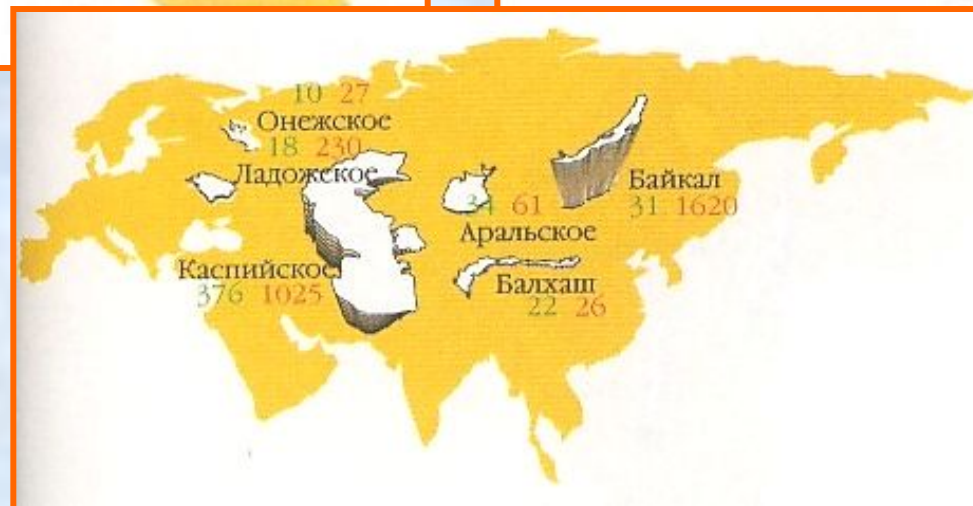 10 27
Онежское
18 230
Ладожское
Байкал
31 1620
34 61
Аральское
Каспийское
376 1025
Балхаш
22 26